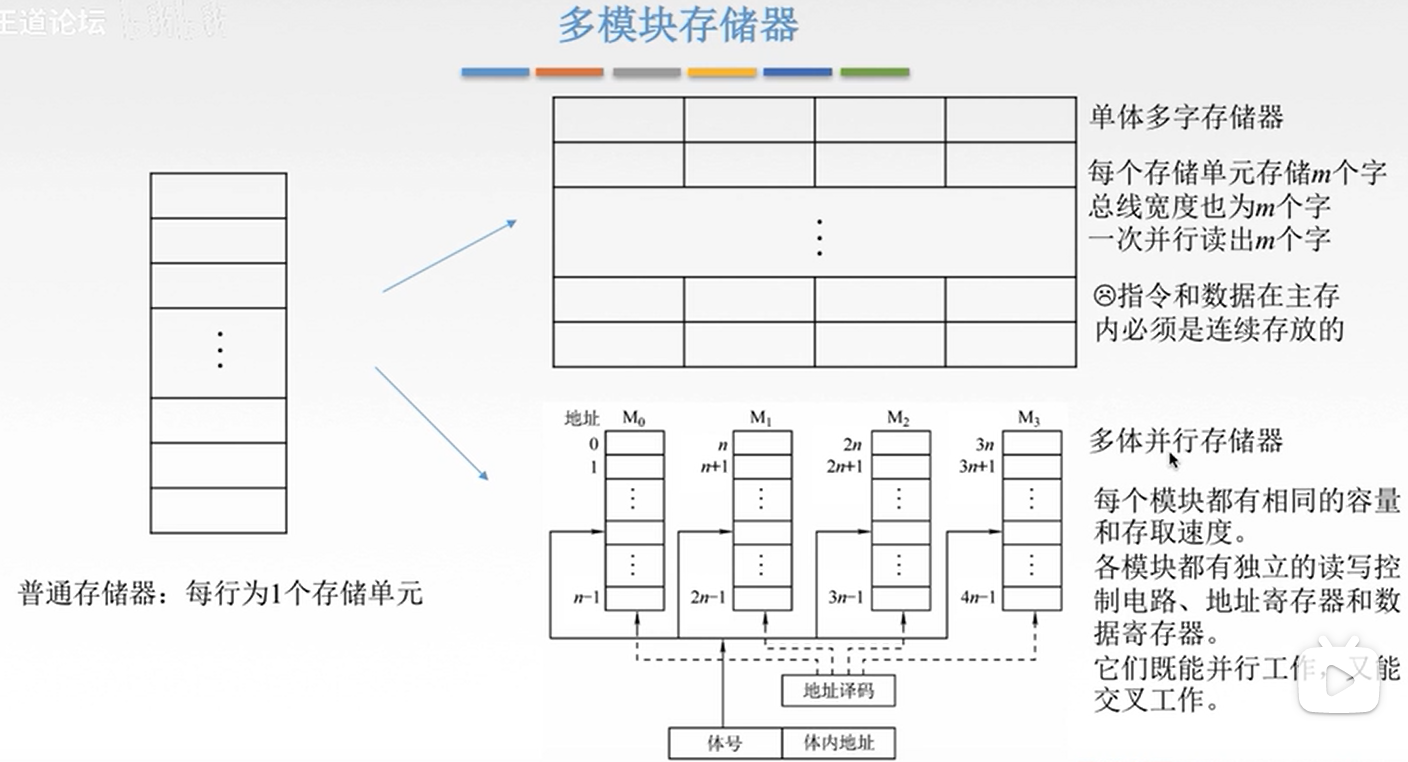 王道论坛
多模块存储器
普通存储器：每行为1个存储单元
单体多字存储器
每个存储单元存储m个字
总线宽度也为m个字
一次并行读出m个字
☹指令和数据在主存
内必须是连续存放的
地址 M0 M1 M2 M3
0 n 2n 3n
1 n+1 2n+1 3n+1
n−1 2n−1 3n−1 4n−1
地址译码
体号 体内地址
多体并行存储器
每个模块都有相同的容量
和存取速度。
各模块都有独立的读写控
制电路、地址寄存器和数
据寄存器。
它们既能并行工作，又能
交叉工作。